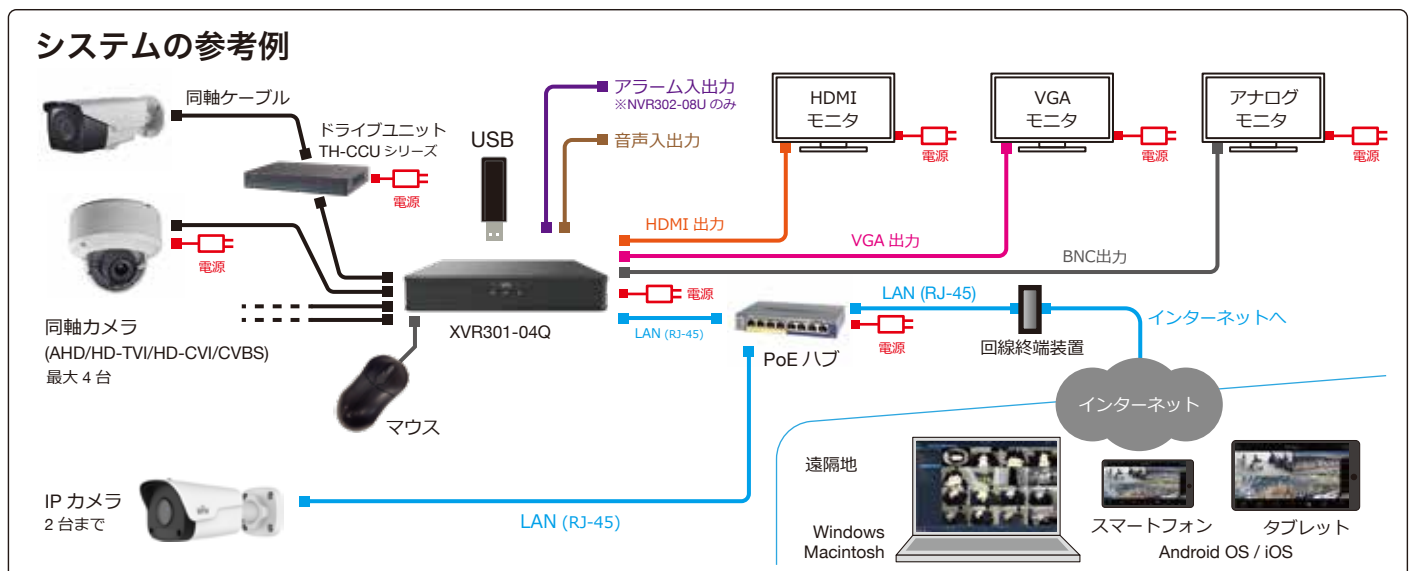 システムの参考例
同軸ケーブル
ドライブユニット
TH-CCU シリーズ
電源
電源
同軸カメラ
(AHD/HD-TVI/HD-CVI/CVBS)
最大 4 台
USB
アラーム入出力
※NVR302-08U のみ
音声入出力
HDMI
モニタ
電源
VGA
モニタ
電源
アナログ
モニタ
電源
HDMI 出力
VGA 出力
BNC出力
XVR301-04Q
電源
LAN (RJ-45)
マウス
PoE ハブ
電源
LAN (RJ-45)
回線終端装置
インターネットへ
インターネット
IP カメラ
2 台まで
LAN (RJ-45)
遠隔地
Windows
Macintosh
スマートフォン
タブレット
Android OS / iOS